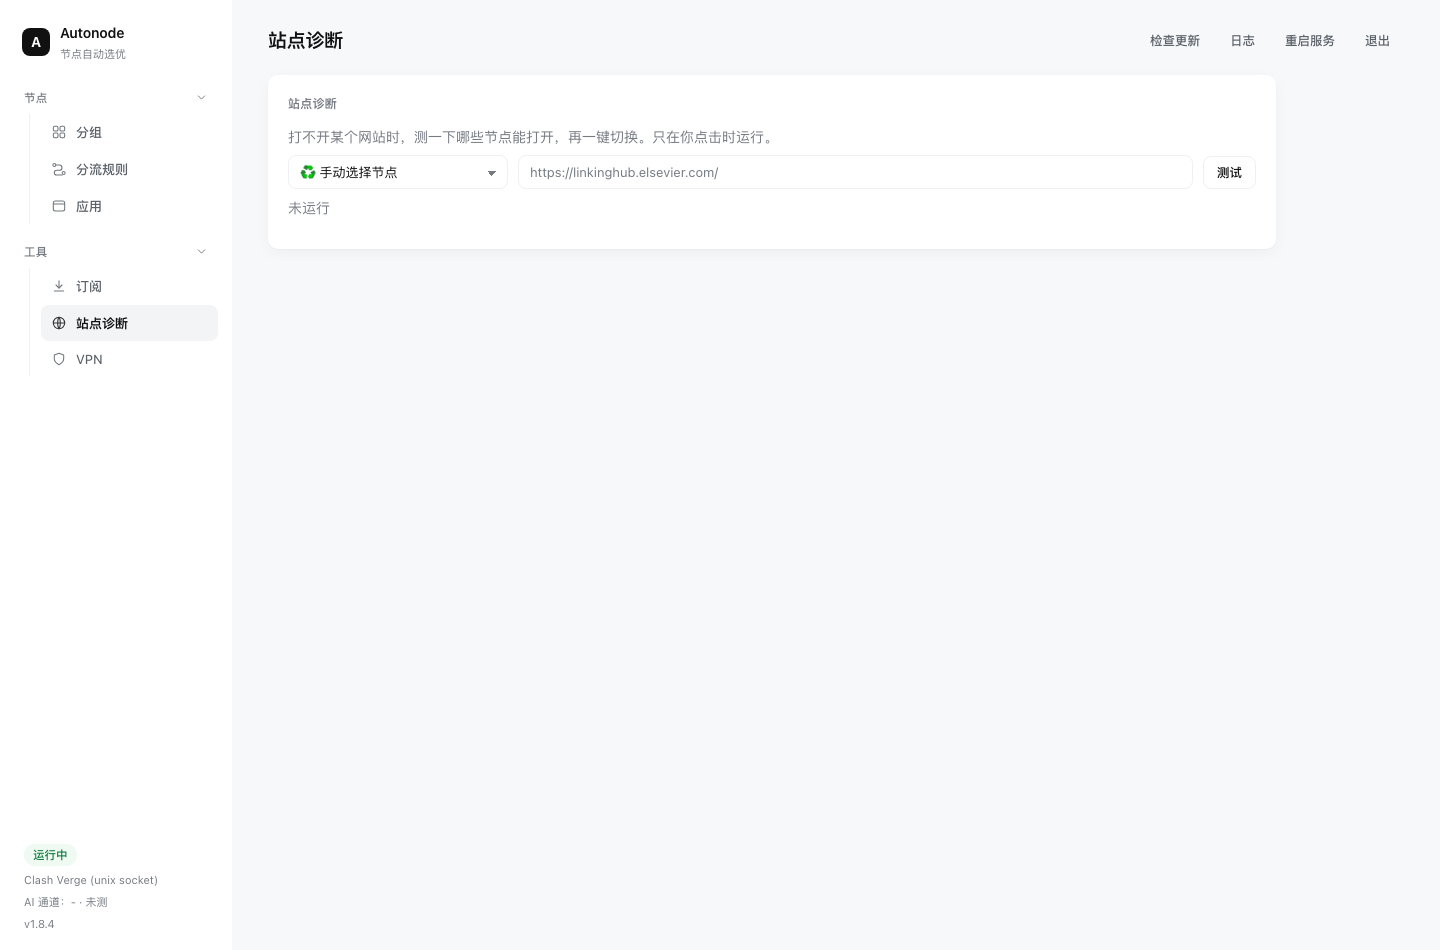 A
Autonode
节点自动选优
节点
分组
分流规则
应用
工具
订阅
站点诊断
VPN
运行中
Clash Verge (unix socket)
AI 通道：- · 未测
v1.8.4
站点诊断
检查更新
日志
重启服务
退出
站点诊断
打不开某个网站时，测一下哪些节点能打开，再一键切换。只在你点击时运行。
♻️ 手动选择节点
https://linkinghub.elsevier.com/
测试
未运行